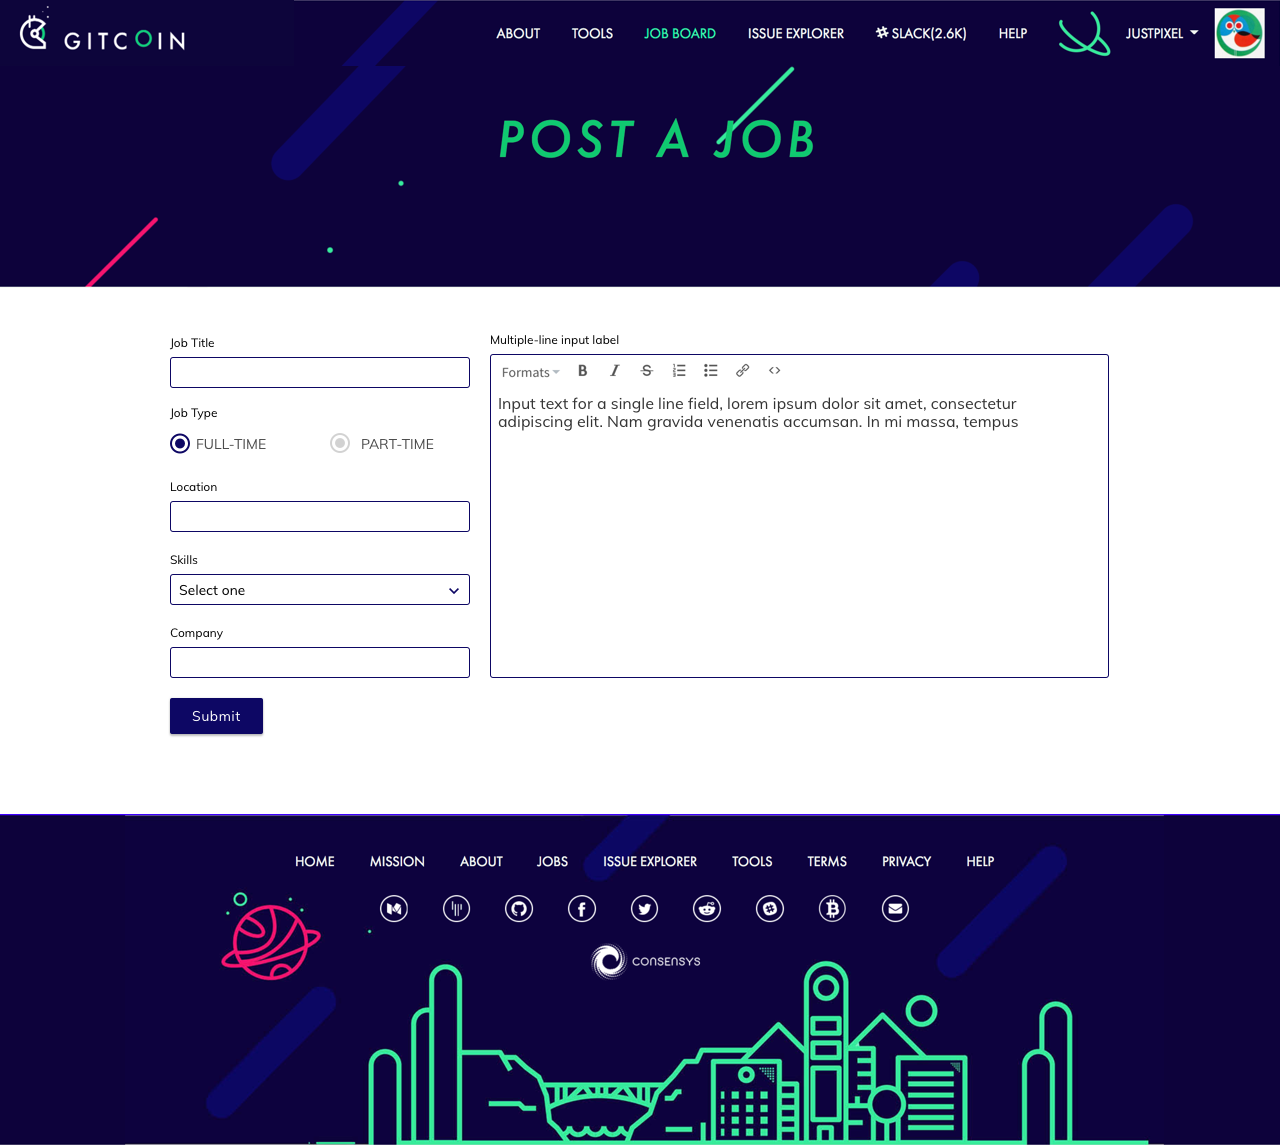 GITCOIN
ABOUT TOOLS JOB BOARD ISSUE EXPLORER SLACK(2.6K) HELP JUSTPIXEL
POST A JOB
Job Title
Job Type
FULL-TIME PART-TIME
Location
Skills
Select one
Company
Submit
Multiple-line input label
Formats B I S
Input text for a single line field, lorem ipsum dolor sit amet, consectetur
adipiscing elit. Nam gravida venenatis accumsan. In mi massa, tempus
HOME MISSION ABOUT JOBS ISSUE EXPLORER TOOLS TERMS PRIVACY HELP
CONSENSYS